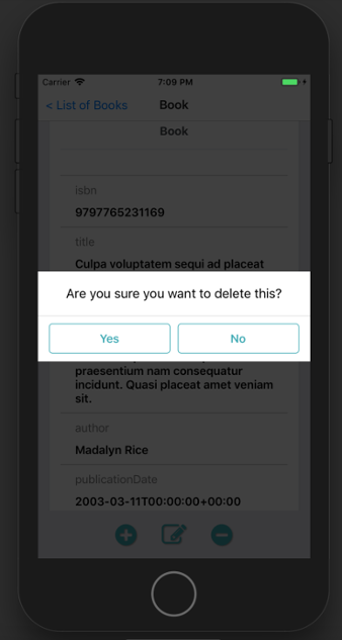 Carrier 7:09 PM
< List of Books Book
Book
isbn
9797765231169
title
Culpa voluptatem sequi ad placeat
Are you sure you want to delete this?
Yes No
praesentium nam consequatur
incidunt. Quasi placeat amet veniam
sit.
author
Madalyn Rice
publicationDate
2003-03-11T00:00:00+00:00